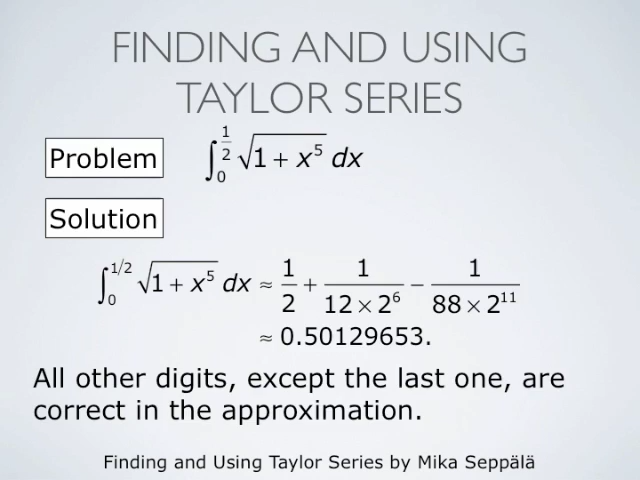 FINDING AND USING
TAYLOR SERIES
Problem
∫₀^{1/2} √(1 + x⁵) dx
Solution
∫₀^{1/2} √(1 + x⁵) dx ≈ 1/2 + 1/(12 × 2⁶) − 1/(88 × 2¹¹)
≈ 0.50129653.
All other digits, except the last one, are
correct in the approximation.
Finding and Using Taylor Series by Mika Seppälä